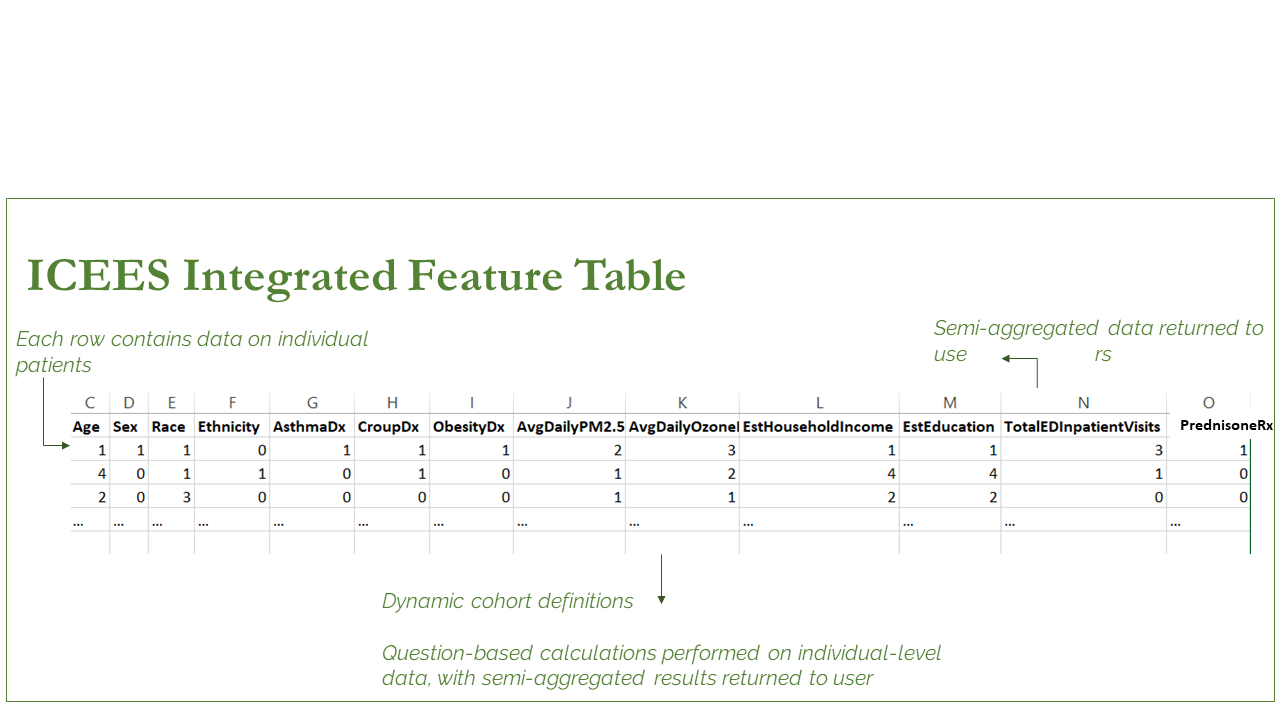 ICEES Integrated Feature Table
Each row contains data on individual
patients
Semi-aggregated data returned to
use rs
C D E F G H I J K L M N O
Age Sex Race Ethnicity AsthmaDx CroupDx ObesityDx AvgDailyPM2.5 AvgDailyOzone EstHouseholdIncome EstEducation TotalEDInpatientVisits PrednisoneRx
1 1 1 0 1 1 1 2 3 1 1 3 1
4 0 1 1 0 1 0 1 2 4 4 1 0
2 0 3 0 0 0 0 1 1 2 2 0 0
... ... ... ... ... ... ... ... ... ... ... ... ...
Dynamic cohort definitions
Question-based calculations performed on individual-level
data, with semi-aggregated results returned to user